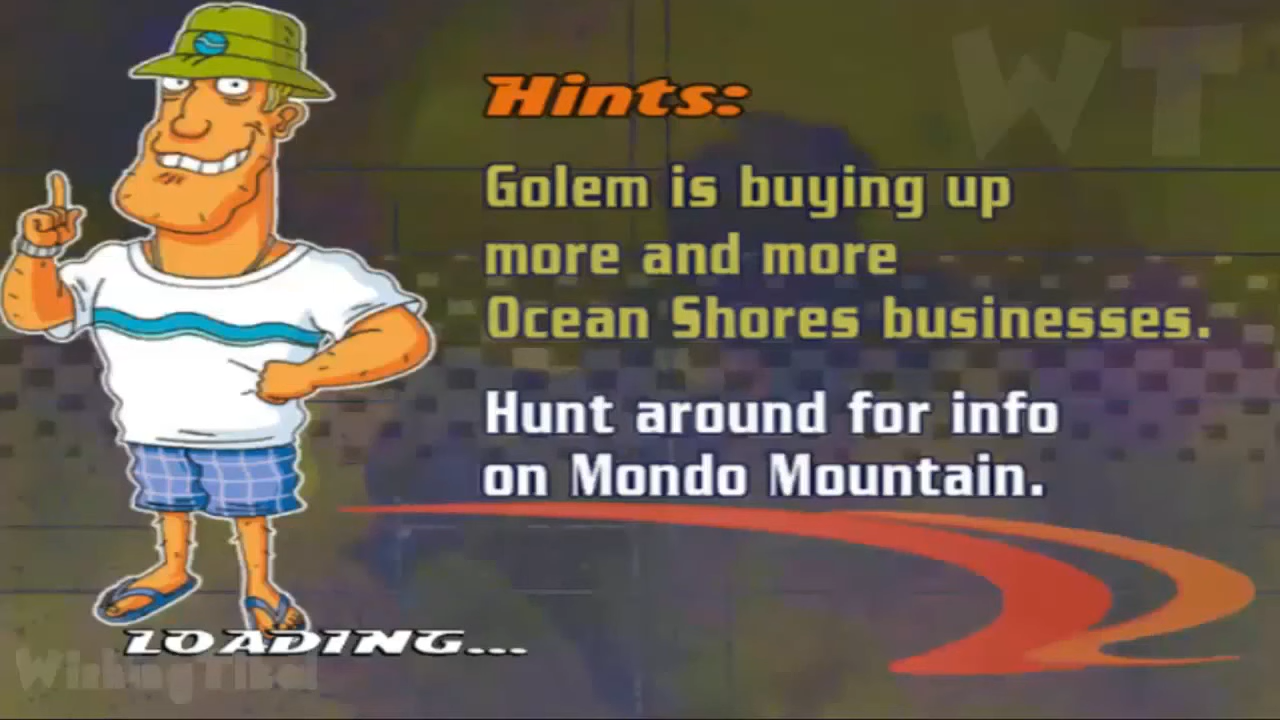 WT
Hints:
Golem is buying up
more and more
Ocean Shores businesses.
Hunt around for info
on Mondo Mountain.
LOADING...